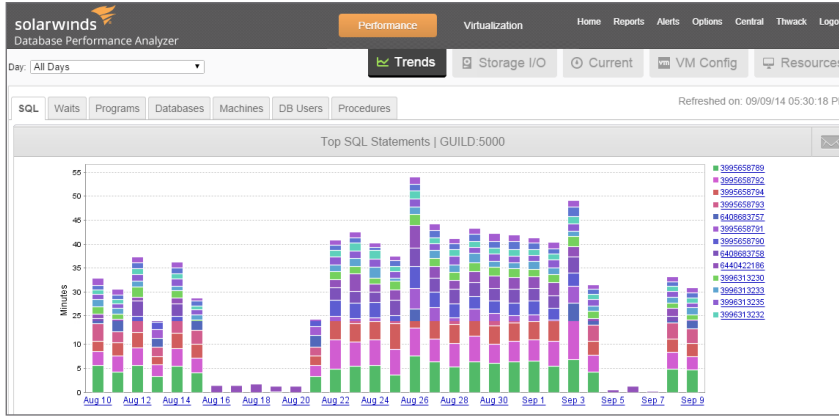 solarwinds
Database Performance Analyzer
Performance
Virtualization
Home Reports Alerts Options Central Thwack
Day: All Days
Trends
Storage I/O
Current
vm VM Config
Resources
SQL Waits Programs Databases Machines DB Users Procedures
Refreshed on: 09/09/14 05:30:18
Top SQL Statements | GUILD:5000
Minutes
55
50
45
40
35
30
25
10
5
0
Aug 10 Aug 12 Aug 14 Aug 16 Aug 18 Aug 20 Aug 22 Aug 24 Aug 26 Aug 28 Aug 30 Sep 1 Sep 3 Sep 5 Sep 7 Sep 9
3995658789
3995658792
3995658794
3995658793
6408683757
3995658791
3995658790
6408683758
6440422186
3996313230
3996313233
3996313235
3996313232